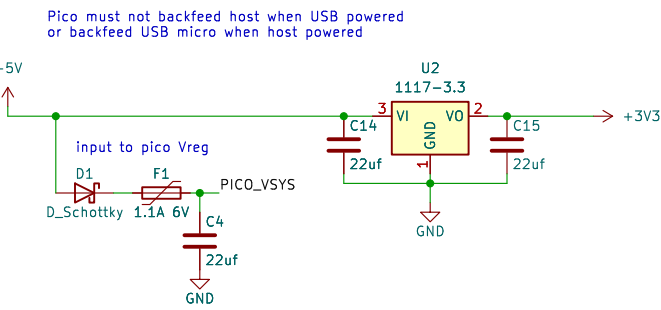 Pico must not backfeed host when USB powered
or backfeed USB micro when host powered
-5V
U2
1117-3.3
3
VI
VO
2
GND
1
C14
22uf
C15
22uf
+3V3
GND
input to pico Vreg
D1
D_Schottky
F1
1.1A 6V
PICO_VSYS
C4
22uf
GND